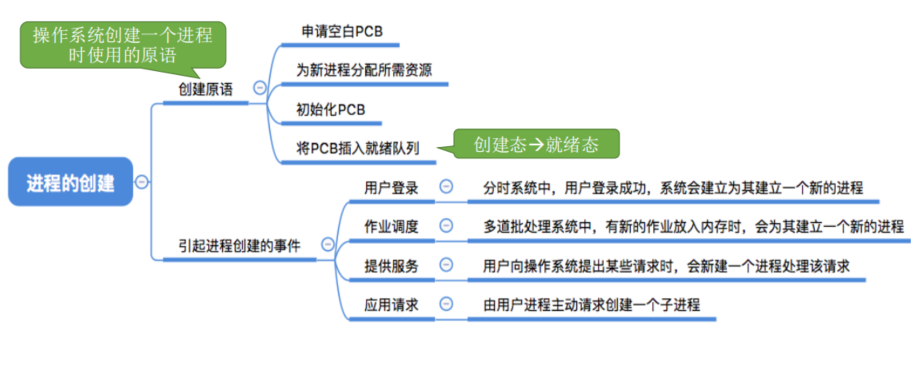 操作系统创建一个进程
时使用的原语
申请空白PCB
为新进程分配所需资源
创建原语
初始化PCB
将PCB插入就绪队列
创建态→就绪态
进程的创建
用户登录
分时系统中，用户登录成功，系统会建立为其建立一个新的进程
作业调度
多道批处理系统中，有新的作业放入内存时，会为其建立一个新的进程
引起进程创建的事件
提供服务
用户向操作系统提出某些请求时，会新建一个进程处理该请求
应用请求
由用户进程主动请求创建一个子进程